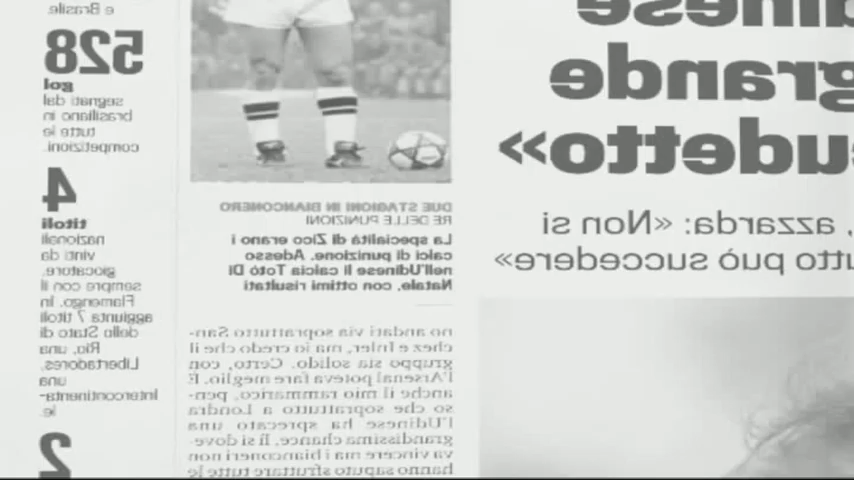 dinese
grande
udetto»
, azzarda: «Non si
utto può succedere»
DUE STAGIONI IN BIANCONERO
RE DELLE PUNIZIONI
La specialità di Zico erano i
calci di punizione. Adesso
nell'Udinese li calcia Totò Di
Natale, con ottimi risultati
no andati via soprattutto San-
chez e Inler, ma io credo che il
gruppo sia solido. Certo, con
l'Arsenal poteva fare meglio. E
anche il mio rammarico, pen-
so che soprattutto a Londra
l'Udinese ha sprecato una
grandissima chance, lì si dove-
va vincere ma i bianconeri non
hanno saputo sfruttare tutte le
e Brasile
528
gol
segnati dal
brasiliano in
tutte le
competizioni.
4
titoli
nazionali
vinti da
giocatore,
sempre con il
Flamengo. In
aggiunta 7 titoli
dello Stato di
Rio, una
Libertadores,
una
Intercontinenta-
le.
2